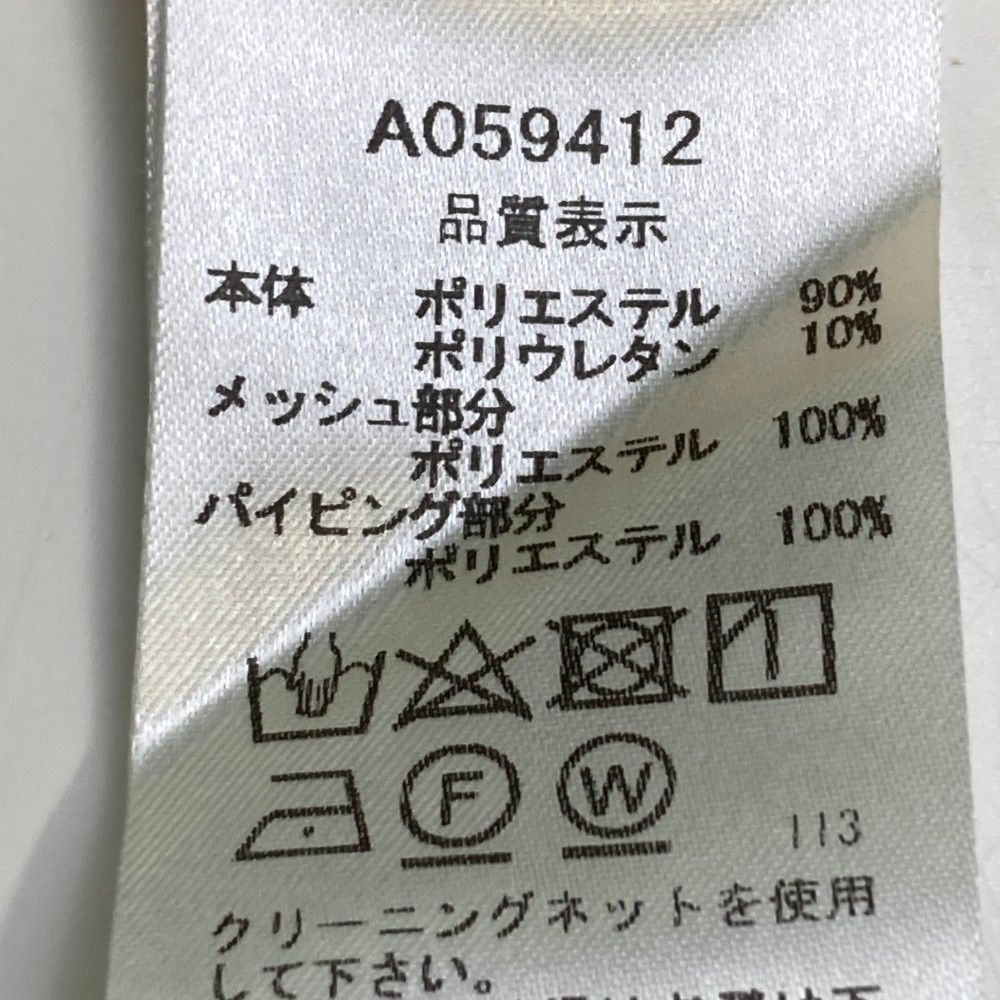 A059412
品質表示
本体 ポリエステル 90%
ポリウレタン 10%
メッシュ部分
ポリエステル 100%
パイピング部分
ポリエステル 100%
F W 113
クリーニングネットを使用
して下さい。